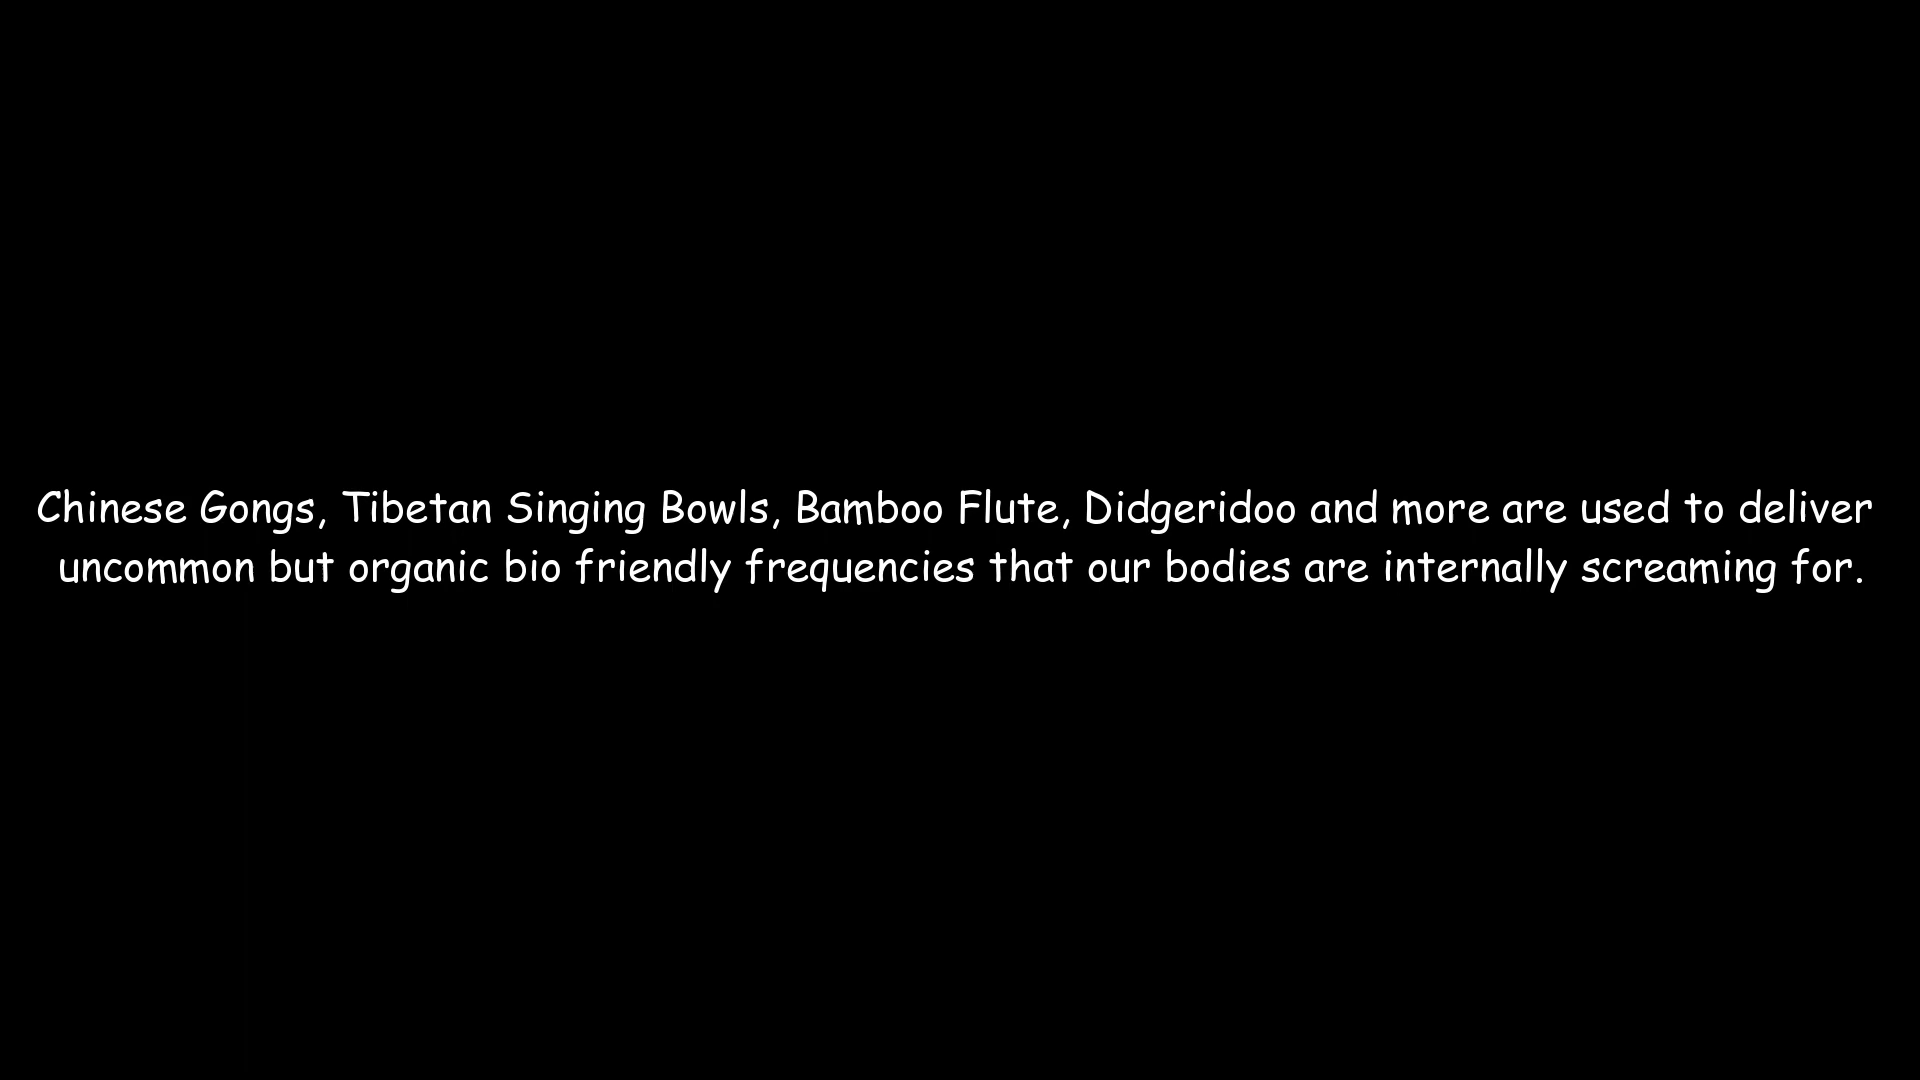 Chinese Gongs, Tibetan Singing Bowls, Bamboo Flute, Didgeridoo and more are used to deliver
uncommon but organic bio friendly frequencies that our bodies are internally screaming for.